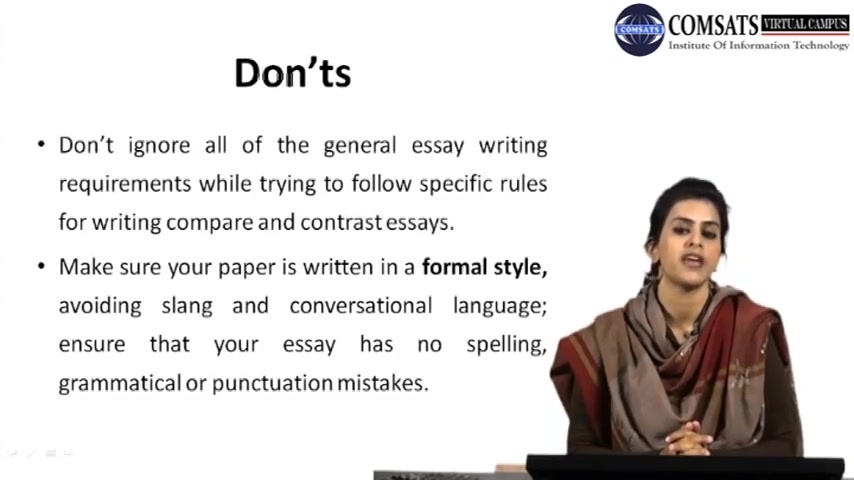 COMSATS VIRTUAL CAMPUS
Institute Of Information Technology
COMSATS
Don'ts
• Don't ignore all of the general essay writing
requirements while trying to follow specific rules
for writing compare and contrast essays.
• Make sure your paper is written in a formal style,
avoiding slang and conversational language;
ensure that your essay has no spelling,
grammatical or punctuation mistakes.